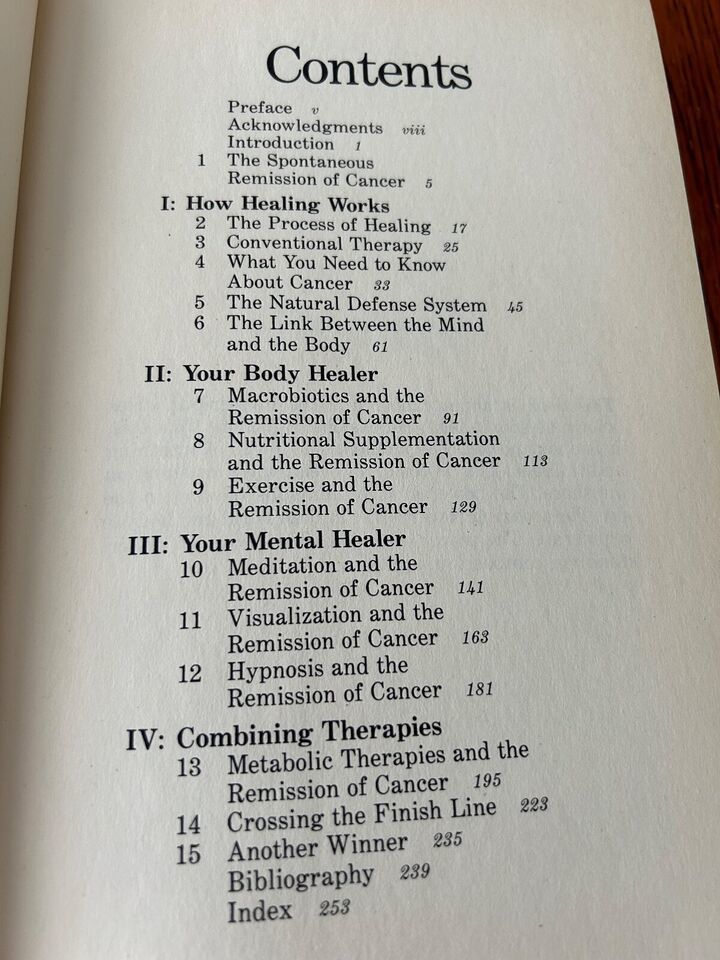 Contents
Preface v
Acknowledgments viii
Introduction 1
1 The Spontaneous
Remission of Cancer 5
I: How Healing Works
2 The Process of Healing 17
3 Conventional Therapy 25
4 What You Need to Know
About Cancer 33
5 The Natural Defense System 45
6 The Link Between the Mind
and the Body 61
II: Your Body Healer
7 Macrobiotics and the
Remission of Cancer 91
8 Nutritional Supplementation
and the Remission of Cancer 113
9 Exercise and the
Remission of Cancer 129
III: Your Mental Healer
10 Meditation and the
Remission of Cancer 141
11 Visualization and the
Remission of Cancer 163
12 Hypnosis and the
Remission of Cancer 181
IV: Combining Therapies
13 Metabolic Therapies and the
Remission of Cancer 195
14 Crossing the Finish Line 223
15 Another Winner 235
Bibliography 239
Index 253